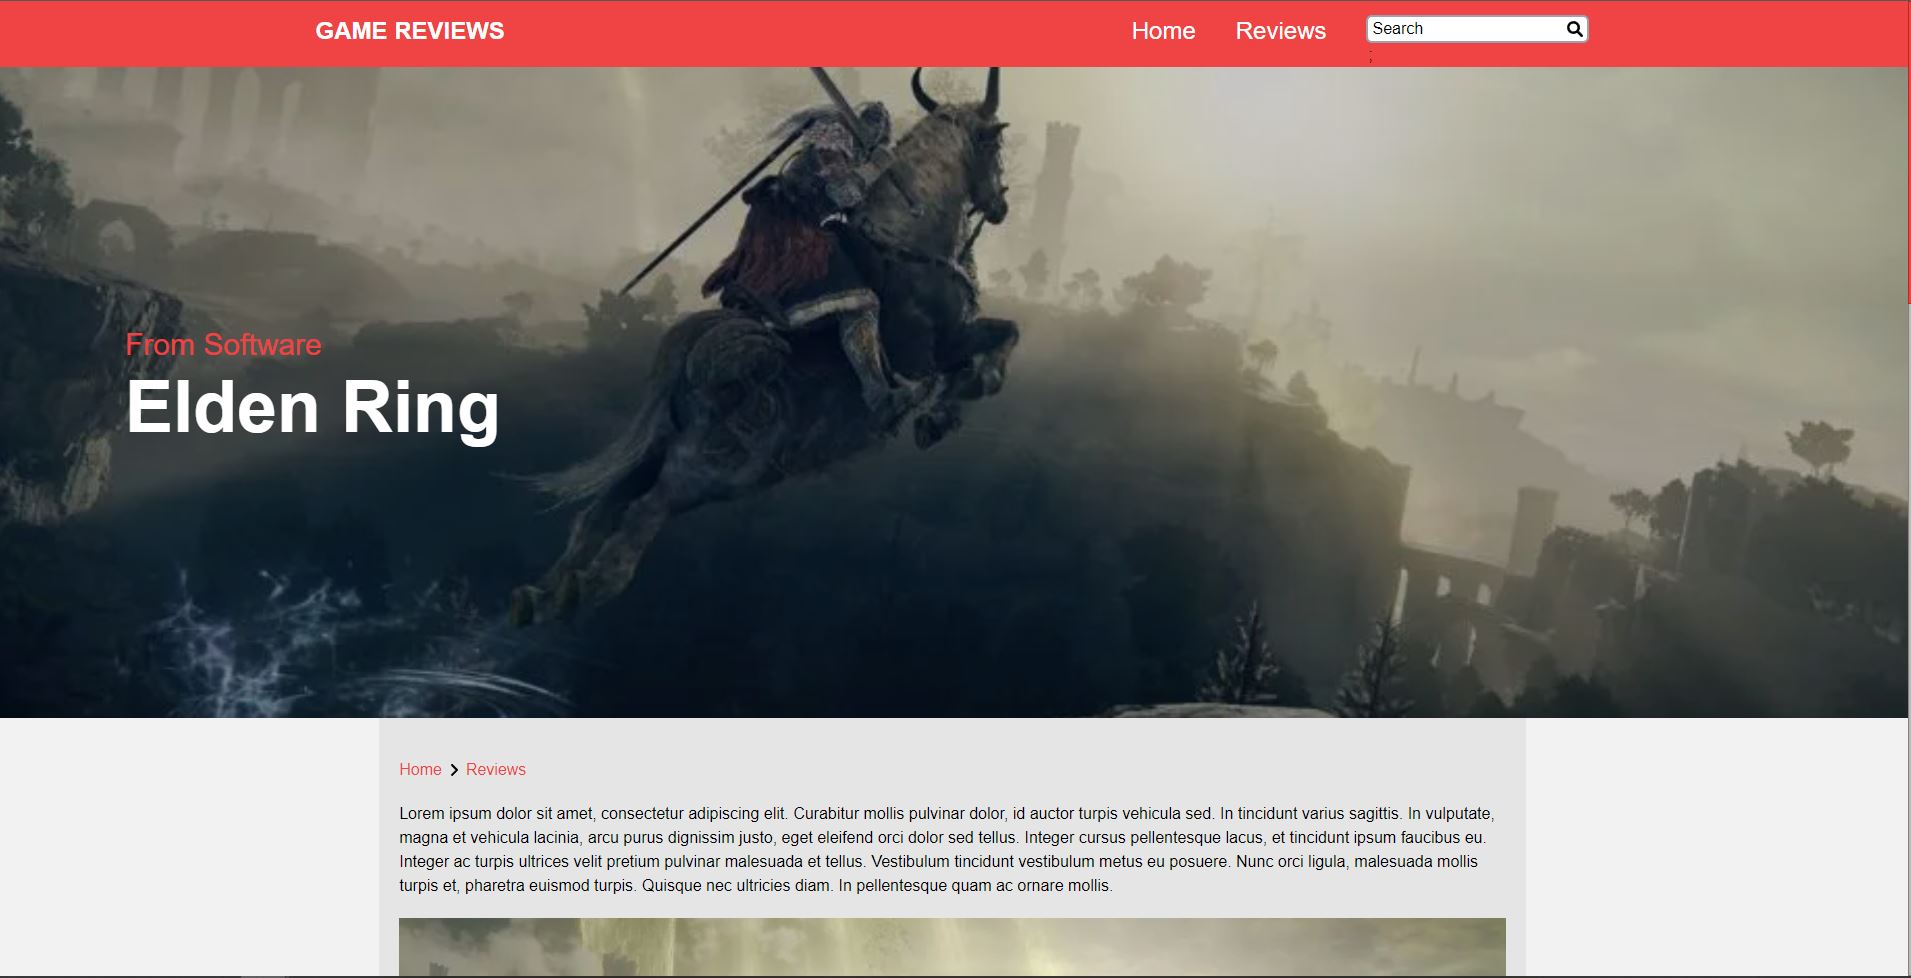 GAME REVIEWS
Home Reviews Search
;
From Software
Elden Ring
Home Reviews
Lorem ipsum dolor sit amet, consectetur adipiscing elit. Curabitur mollis pulvinar dolor, id auctor turpis vehicula sed. In tincidunt varius sagittis. In vulputate,
magna et vehicula lacinia, arcu purus dignissim justo, eget eleifend orci dolor sed tellus. Integer cursus pellentesque lacus, et tincidunt ipsum faucibus eu.
Integer ac turpis ultrices velit pretium pulvinar malesuada et tellus. Vestibulum tincidunt vestibulum metus eu posuere. Nunc orci ligula, malesuada mollis
turpis et, pharetra euismod turpis. Quisque nec ultricies diam. In pellentesque quam ac ornare mollis.